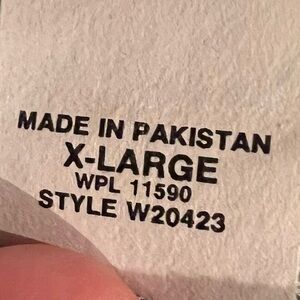 MADE IN PAKISTAN
X-LARGE
WPL 11590
STYLE W20423